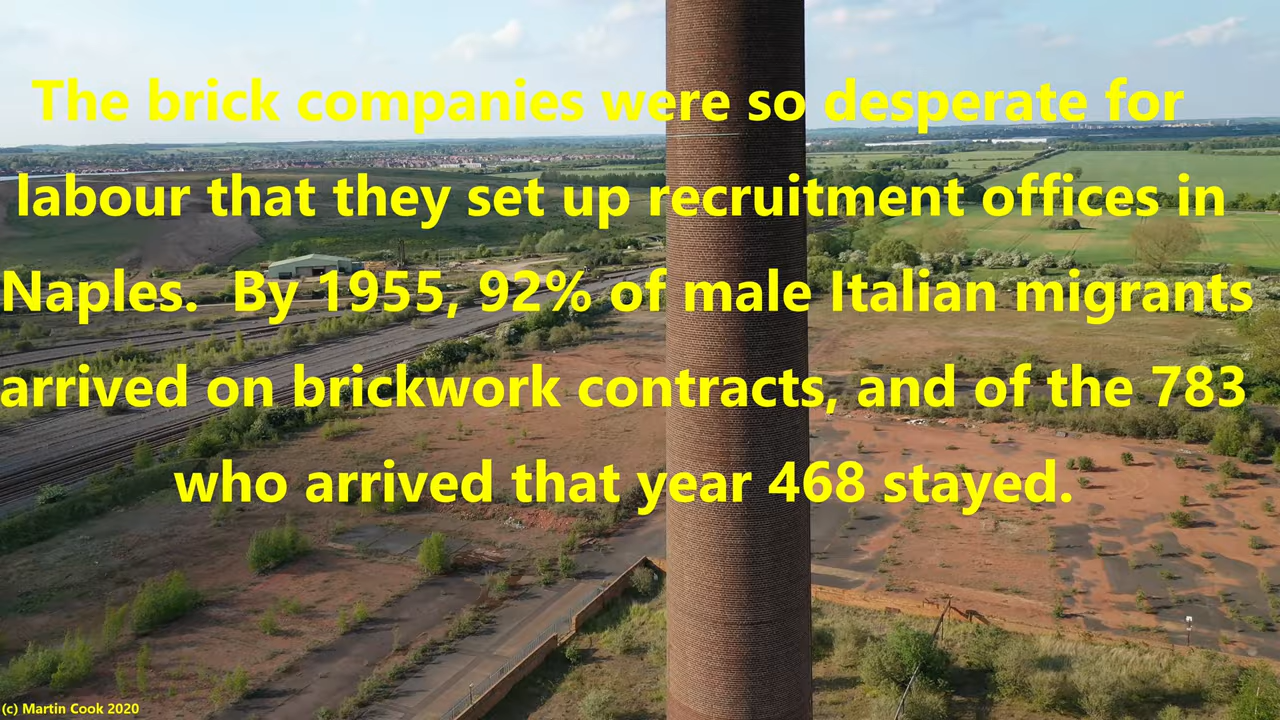 The brick companies were so desperate for
labour that they set up recruitment offices in
Naples.  By 1955, 92% of male Italian migrants
arrived on brickwork contracts, and of the 783
who arrived that year 468 stayed.
(c) Martin Cook 2020